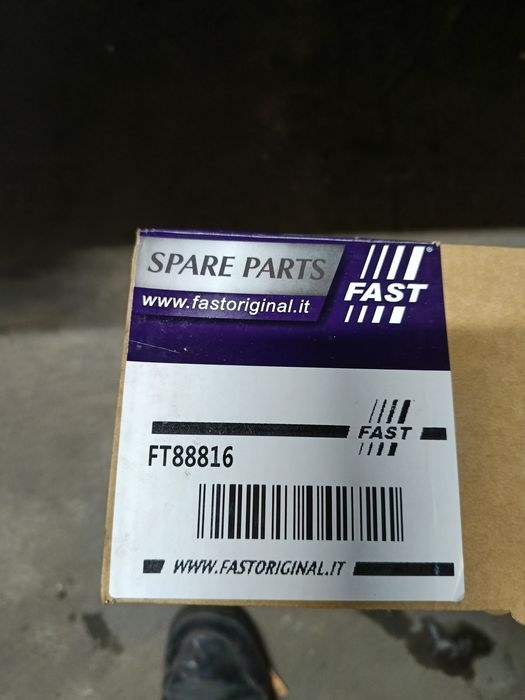 SPARE PARTS
www.fastoriginal.it
FAST®
FAST
FT88816
WWW.FASTORIGINAL.IT